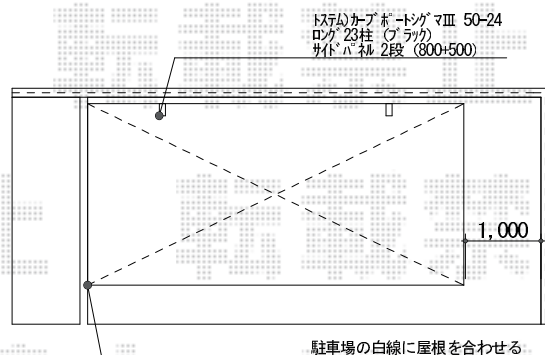 ﾄｽﾃﾑ)ｶｰﾌﾞﾎﾟｰﾄｼｸﾞﾏIII 50-24
ﾛﾝｸﾞ23柱 (ﾌﾞﾗｯｸ)
ｻｲﾄﾞﾊﾟﾈﾙ 2段 (800+500)
1,000
駐車場の白線に屋根を合わせる